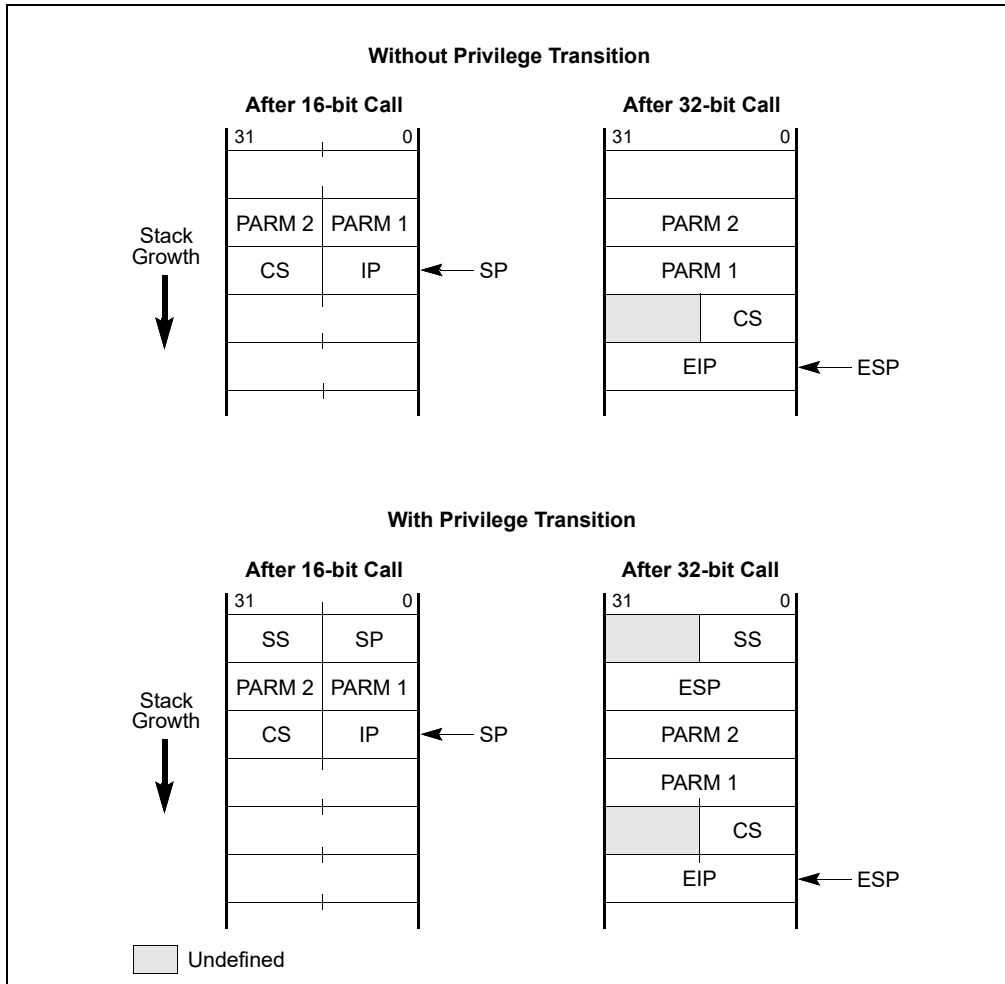 Without Privilege Transition
After 16-bit Call After 32-bit Call
31 0 31 0
PARM 2 PARM 1 PARM 2
Stack
Growth
CS IP SP PARM 1
CS
EIP ESP
With Privilege Transition
After 16-bit Call After 32-bit Call
31 0 31 0
SS SP SS
PARM 2 PARM 1 ESP
Stack
Growth
CS IP SP PARM 2
PARM 1
CS
EIP ESP
Undefined